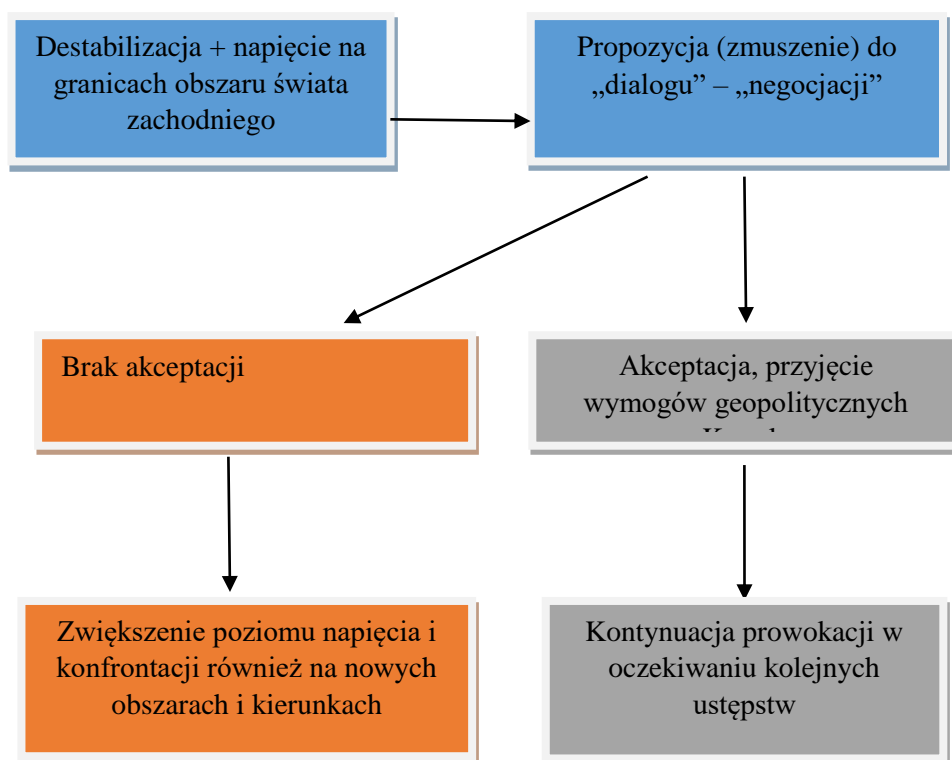 Destabilizacja + napięcie na
granicach obszaru świata
zachodniego
Propozycja (zmuszenie) do
„dialogu” – „negocjacji”
Brak akceptacji
Akceptacja, przyjęcie
wymogów geopolitycznych
Zwiększenie poziomu napięcia i
konfrontacji również na nowych
obszarach i kierunkach
Kontynuacja prowokacji w
oczekiwaniu kolejnych
ustępstw